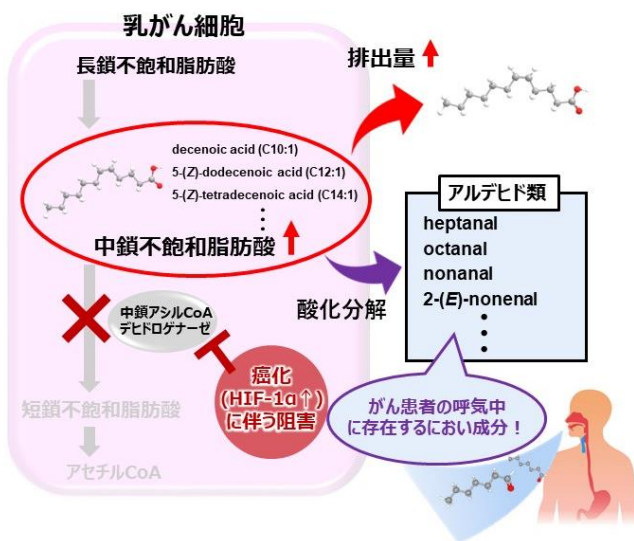 乳がん細胞
長鎖不飽和脂肪酸
decenoic acid (C10:1)
5-(Z)-dodecenoic acid (C12:1)
5-(Z)-tetradecenoic acid (C14:1)
中鎖不飽和脂肪酸
中鎖アシルCoA
デヒドロゲナーゼ
癌化
(HIF-1α↑)
に伴う阻害
短鎖不飽和脂肪酸
アセチルCoA
排出量
酸化分解
アルデヒド類
heptanal
octanal
nonanal
2-(E)-nonenal
がん患者の呼気中
に存在するにおい成分！